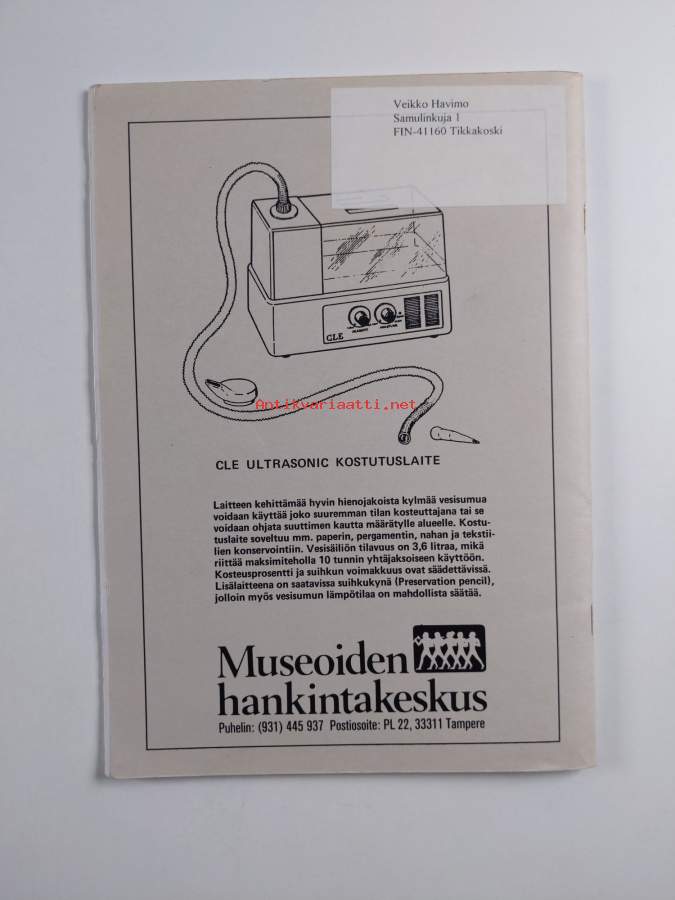 Veikko Havimo
Samulinkuja 1
FIN-41160 Tikkakoski
CLE
Antikvariaatti.net
CLE ULTRASONIC KOSTUTUSLAITE
Laitteen kehittämää hyvin hienojakoista kylmää vesisumua
voidaan käyttää joko suuremman tilan kosteuttajana tai se
voidaan ohjata suuttimen kautta määrätylle alueelle. Kostu-
tuslaite soveltuu mm. paperin, pergamentin, nahan ja tekstii-
lien konservointiin. Vesisäiliön tilavuus on 3,6 litraa, mikä
riittää maksimiteholla 10 tunnin yhtäjaksoiseen käyttöön.
Kosteusprosentti ja suihkun voimakkuus ovat säädettävissä.
Lisälaitteena on saatavissa suihkukynä (Preservation pencil),
jolloin myös vesisumun lämpötilaa on mahdollista säätää.
Museoiden
hankintakeskus
Puhelin: (931) 445 937 Postiosoite: PL 22, 33311 Tampere